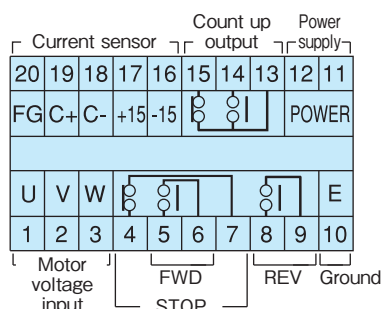 Count up Power
Current sensor output supply
20 19 18 17 16 15 14 13 12 11
FG C+ C- +15 -15 POWER
U V W E
1 2 3 4 5 6 7 8 9 10
Motor FWD REV Ground
voltage
input STOP